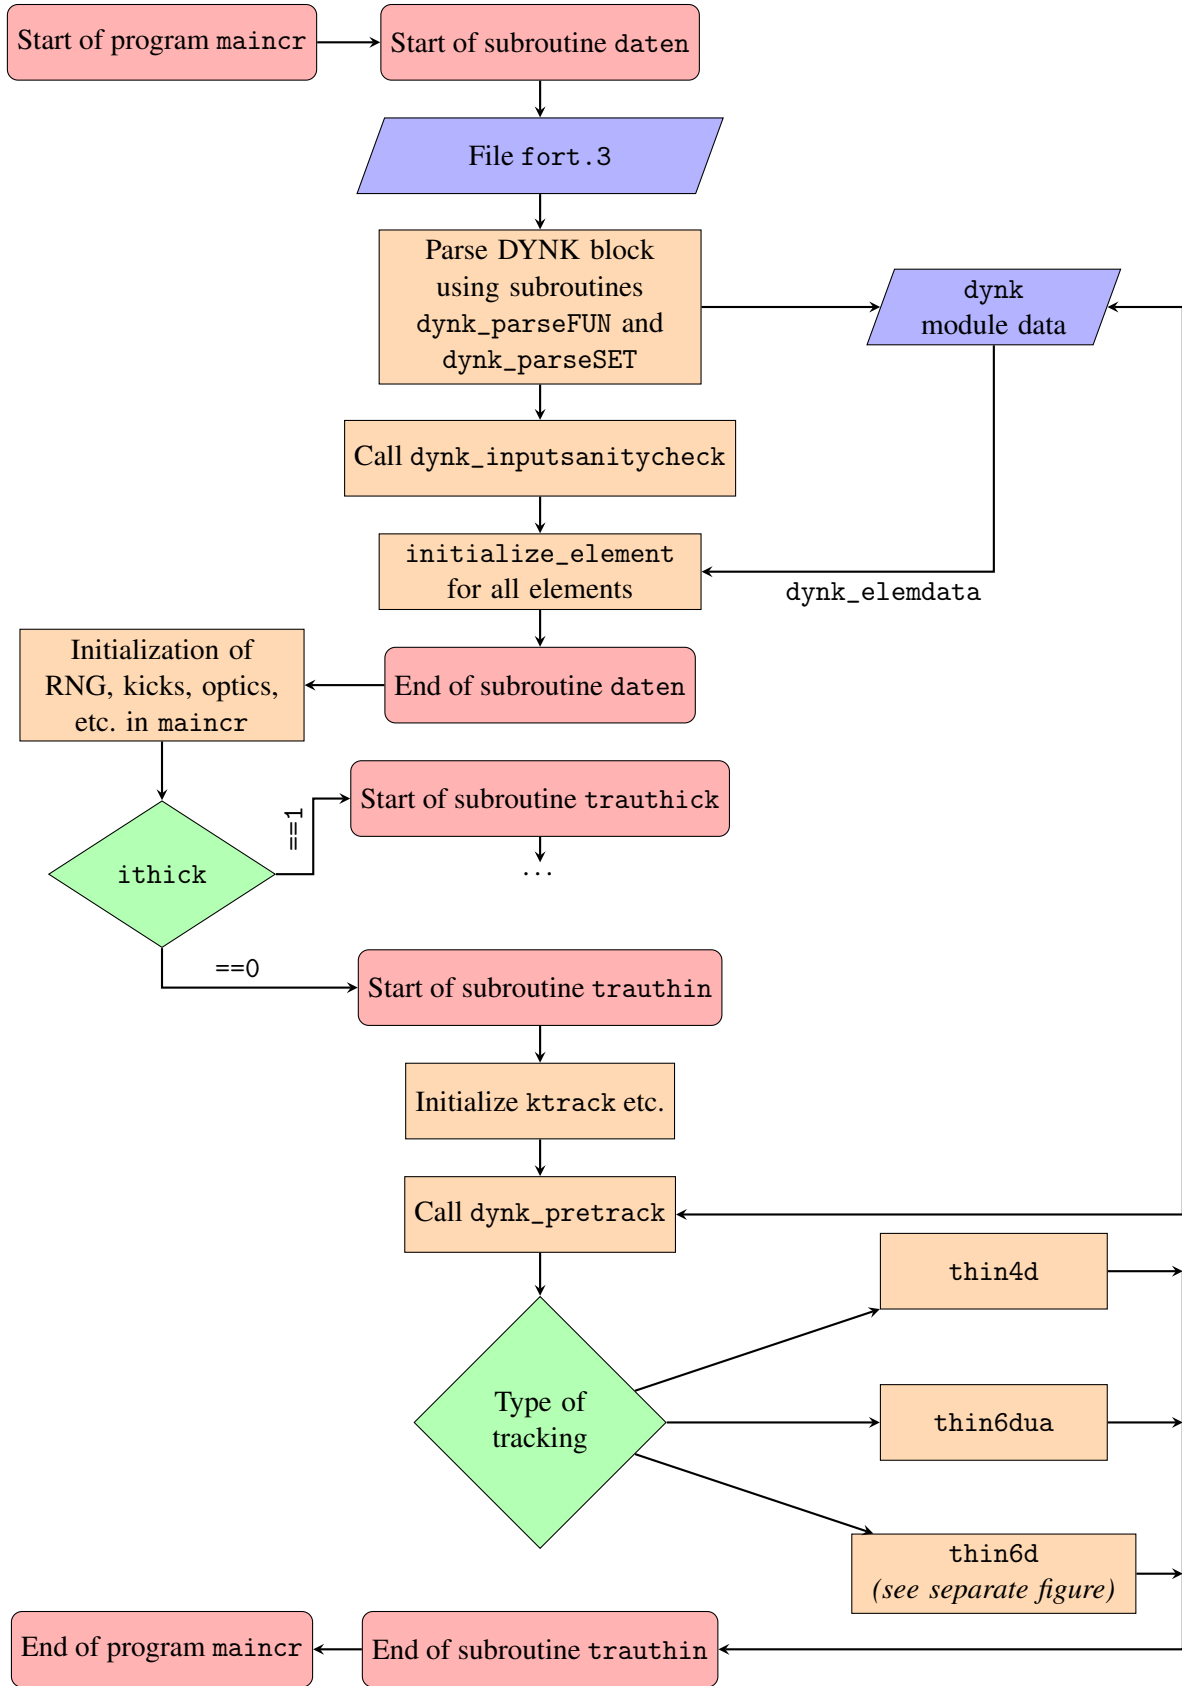 Start of program maincr
Start of subroutine daten
File fort.3
Parse DYNK block
using subroutines
dynk_parseFUN and
dynk_parseSET
dynk
module data
Call dynk_inputsanitycheck
initialize_element
for all elements
dynk_elemdata
Initialization of
RNG, kicks, optics,
etc. in maincr
End of subroutine daten
Start of subroutine trauthick
==1
ithick
...
==0
Start of subroutine trauthin
Initialize ktrack etc.
Call dynk_pretrack
thin4d
Type of
tracking
thin6dua
thin6d
(see separate figure)
End of program maincr
End of subroutine trauthin